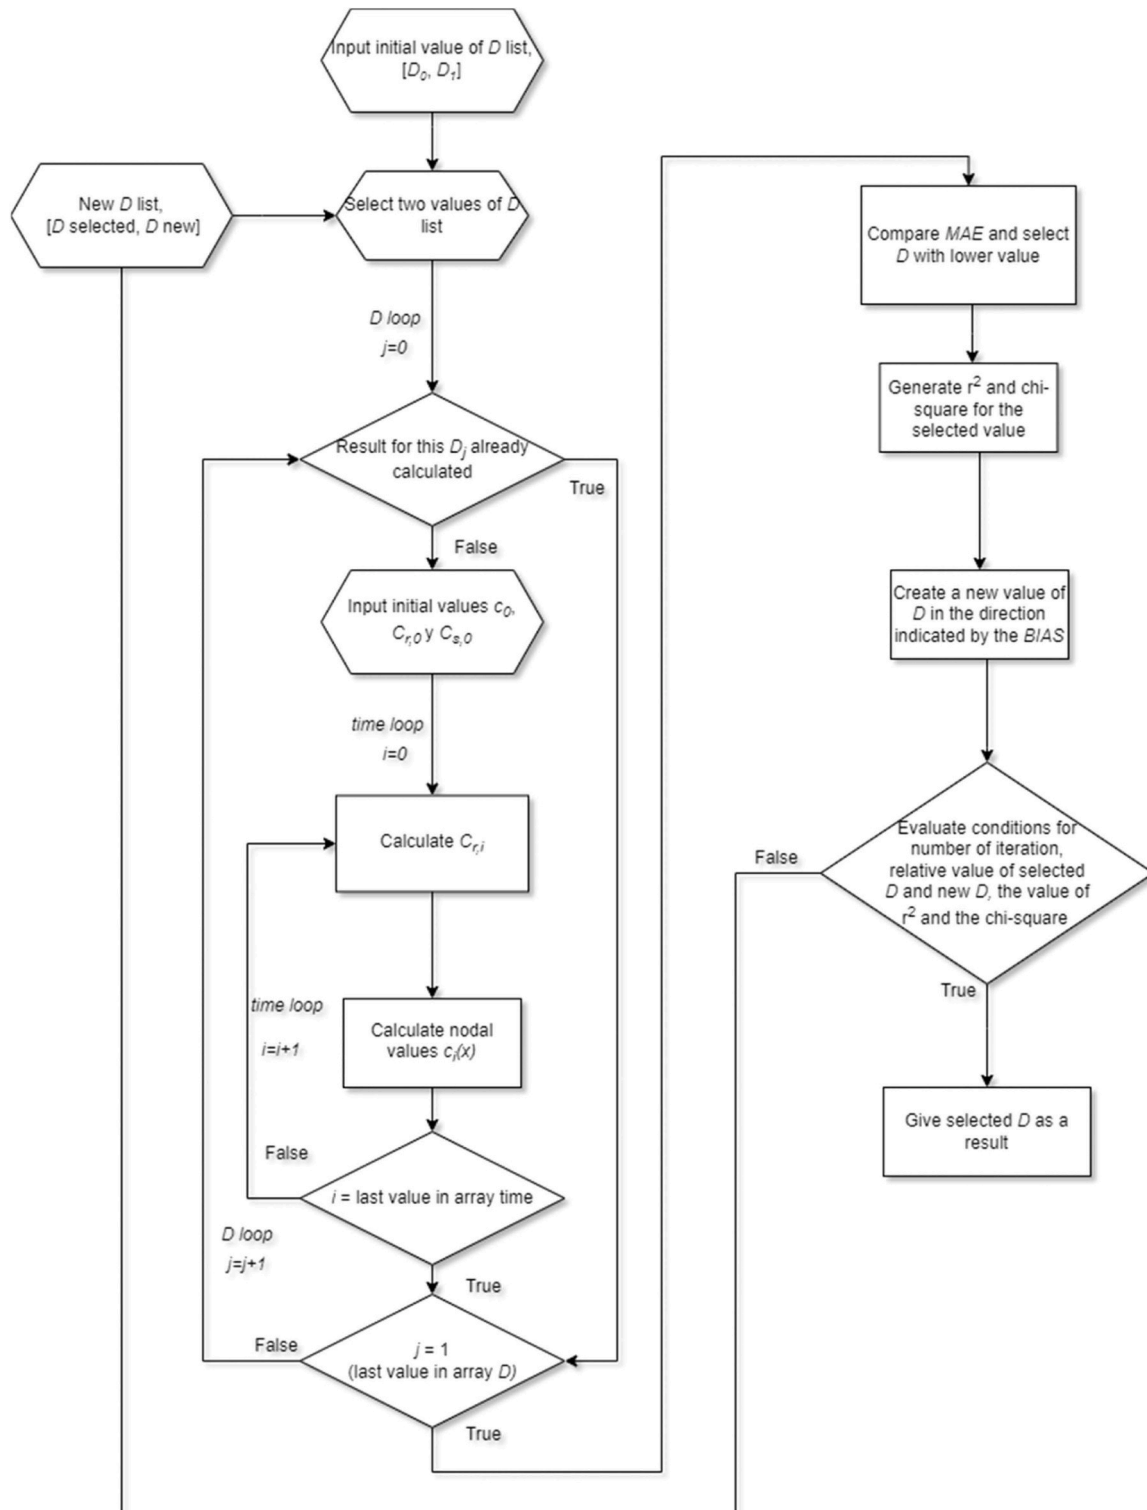 Input initial value of D list,
[D₀, D₁]
New D list,
[D selected, D new]
Select two values of D
list
D loop
j=0
Result for this Dⱼ already
calculated
True
False
Input initial values c₀,
Cᵣ,₀ y Cₛ,₀
time loop
i=0
Calculate Cᵣ,ᵢ
time loop
i=i+1
Calculate nodal
values cᵢ(x)
False
i = last value in array time
D loop
j=j+1
True
False
j = 1
(last value in array D)
True
Compare MAE and select
D with lower value
Generate r² and chi-
square for the
selected value
Create a new value of
D in the direction
indicated by the BIAS
False
Evaluate conditions for
number of iteration,
relative value of selected
D and new D, the value of
r² and the chi-square
True
Give selected D as a
result